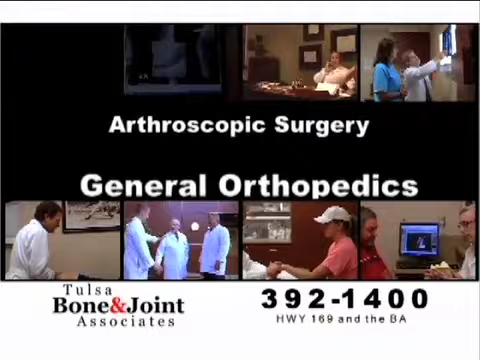 Arthroscopic Surgery
General Orthopedics
Tulsa
Bone&Joint
Associates
392-1400
HWY 169 and the BA